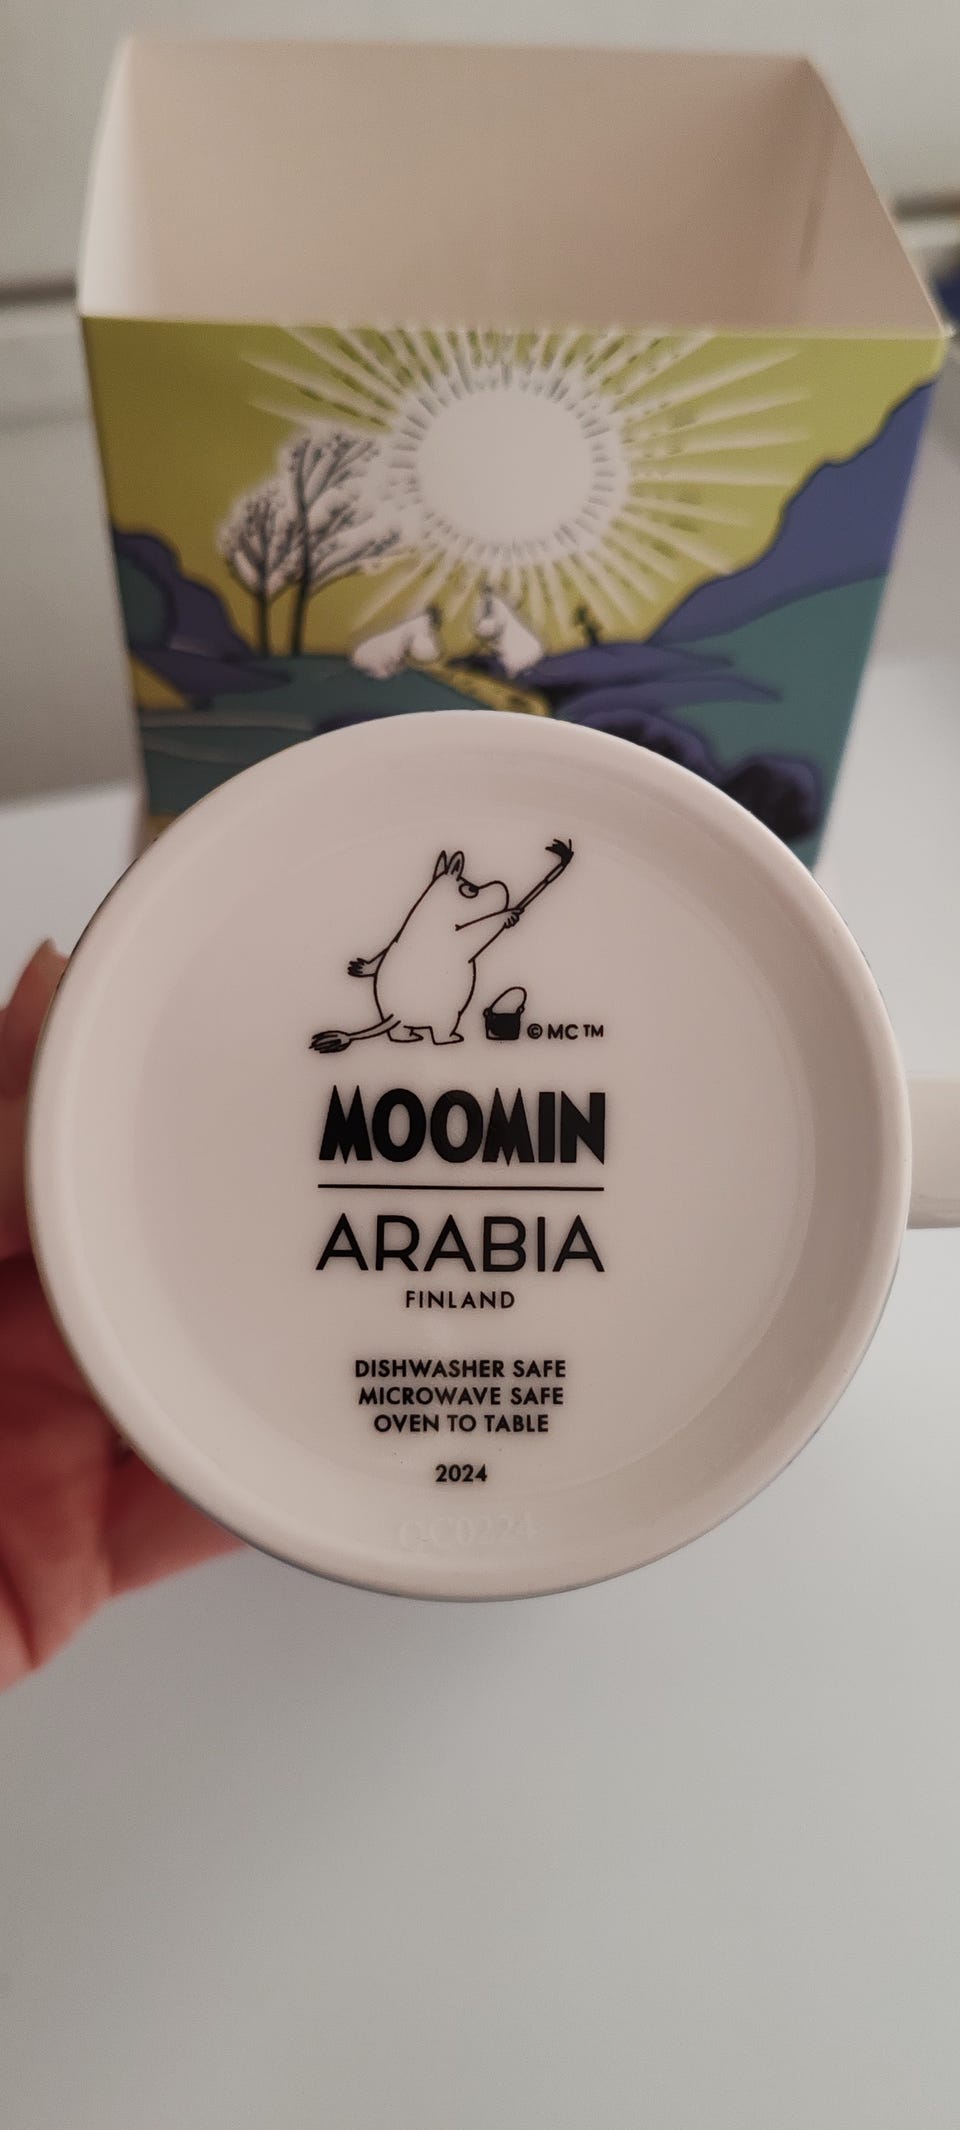 © MC ™
MOOMIN
ARABIA
FINLAND
DISHWASHER SAFE
MICROWAVE SAFE
OVEN TO TABLE
2024